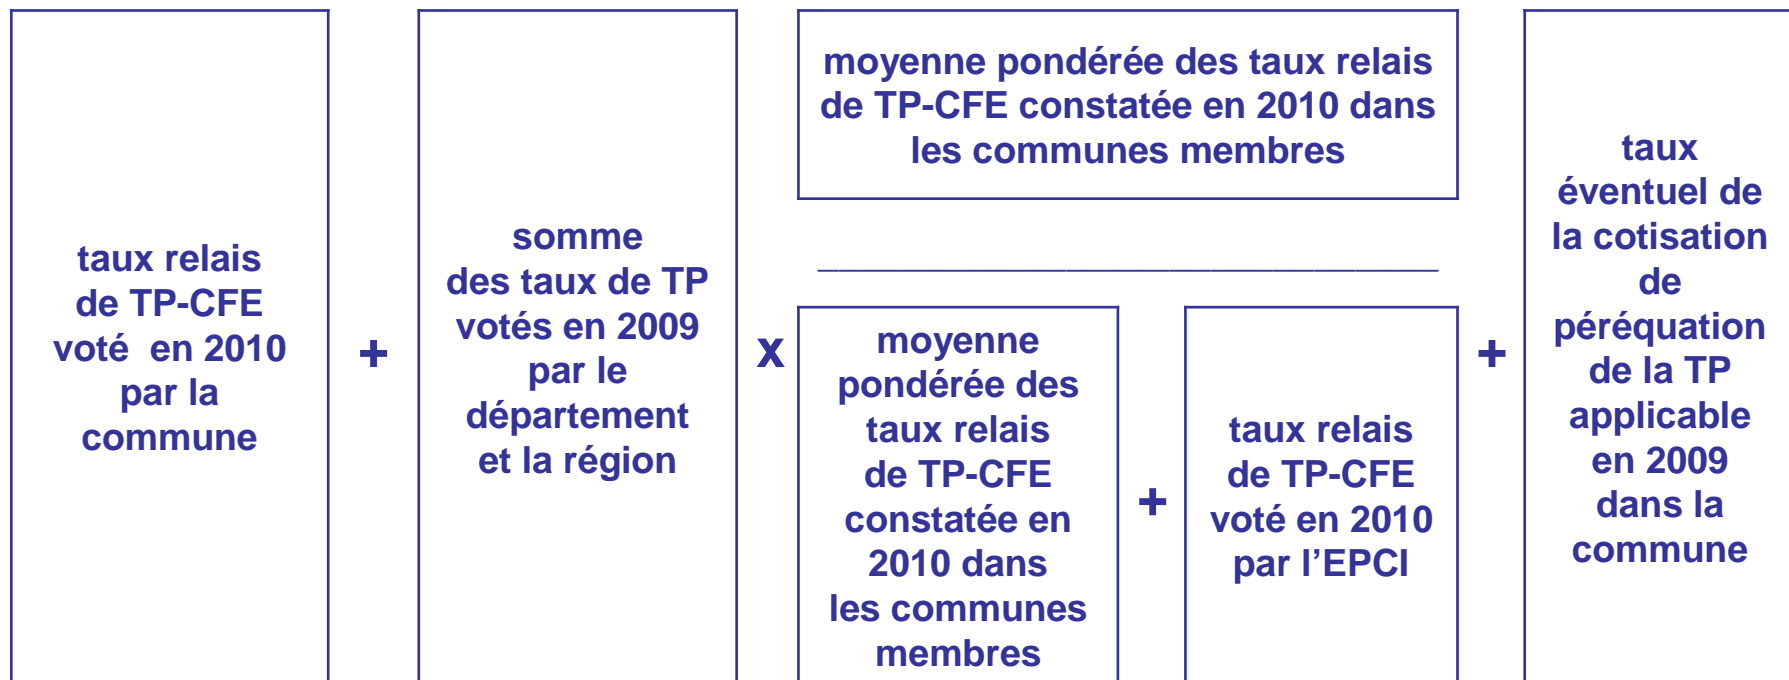 taux relais
de TP-CFE
voté en 2010
par la
commune
+
somme
des taux de TP
votés en 2009
par le
département
et la région
x
moyenne pondérée des taux relais
de TP-CFE constatée en 2010 dans
les communes membres
moyenne
pondérée des
taux relais
de TP-CFE
constatée en
2010 dans
les communes
membres
+
taux relais
de TP-CFE
voté en 2010
par l’EPCI
+
taux
éventuel de
la cotisation
de
péréquation
de la TP
applicable
en 2009
dans la
commune